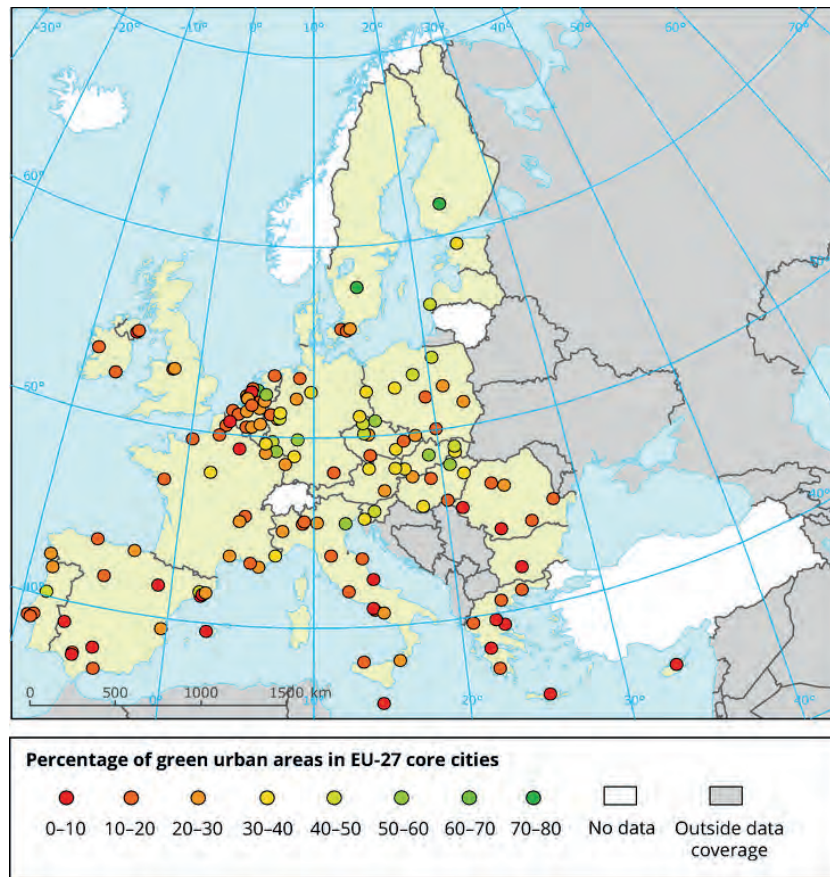 -30° -20° -10° 0° 10° 20° 30° 40° 50° 60° 70°
60°
50°
50°
40°
40°
0 500 1000 1500 km
0° 10° 20° 30° 40°
Percentage of green urban areas in EU-27 core cities
0–10 10–20 20–30 30–40 40–50 50–60 60–70 70–80 No data Outside data
coverage